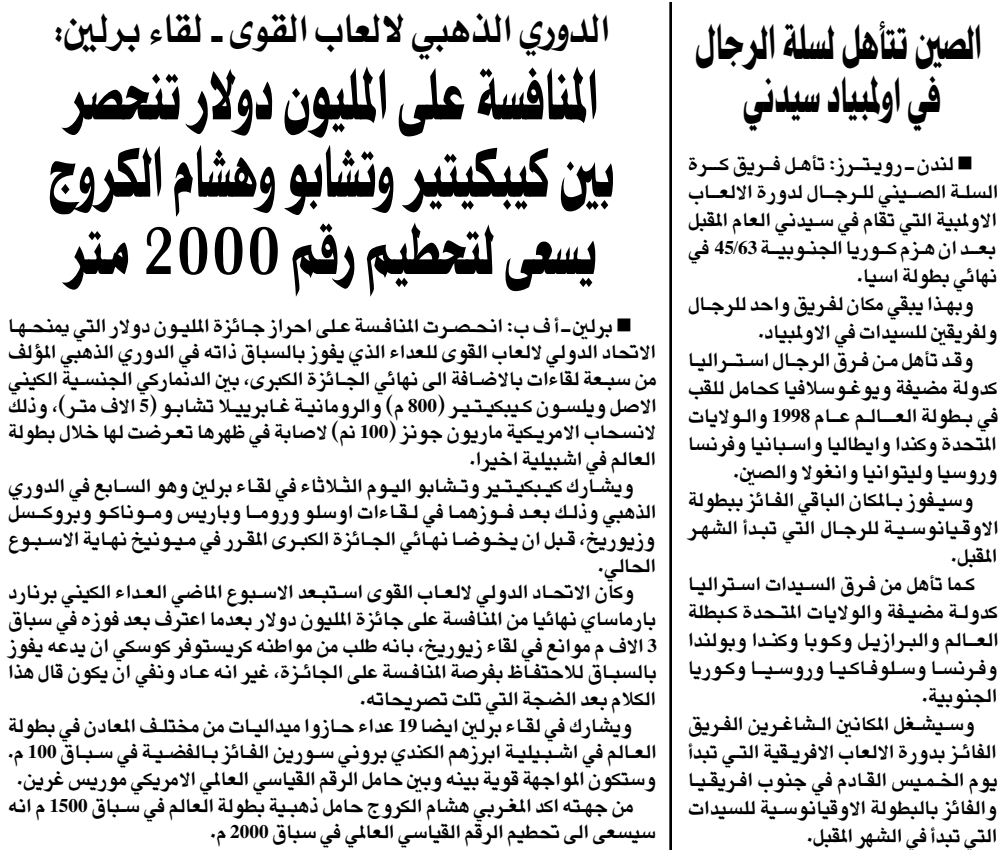 الصين تتأهل لسلة الرجال
في اولمبياد سيدني
■ لندن ـ رويترز: تأهل فريق كرة
السلة الصيني للرجال لدورة الالعاب
الاولمبية التي تقام في سيدني العام المقبل
بعد ان هزم كوريا الجنوبية 45/63 في
نهائي بطولة اسيا.
وبهذا يبقي مكان لفريق واحد للرجال
ولفريقين للسيدات في الاولمبياد.
وقد تأهل من فرق الرجال استراليا
كدولة مضيفة ويوغوسلافيا كحامل للقب
في بطولة العالم عام 1998 والولايات
المتحدة وكندا وايطاليا واسبانيا وفرنسا
وروسيا وليتوانيا وانغولا والصين.
وسيفوز بالمكان الباقي الفائز ببطولة
الاوقيانوسية للرجال التي تبدأ الشهر
المقبل.
كما تأهل من فرق السيدات استراليا
كدولة مضيفة والولايات المتحدة كبطلة
العالم والبرازيل وكوبا وكندا وبولندا
وفرنسا وسلوفاكيا وروسيا وكوريا
الجنوبية.
وسيشغل المكانين الشاغرين الفريق
الفائز بدورة الالعاب الافريقية التي تبدأ
يوم الخميس القادم في جنوب افريقيا
والفائز بالبطولة الاوقيانوسية للسيدات
التي تبدأ في الشهر المقبل.
الدوري الذهبي لالعاب القوى ـ لقاء برلين:
المنافسة على المليون دولار تنحصر
بين كيبكيتير وتشابو وهشام الكروج
يسعى لتحطيم رقم 2000 متر
■ برلين ـ أ ف ب: انحصرت المنافسة على احراز جائزة المليون دولار التي يمنحها
الاتحاد الدولي لالعاب القوى للعداء الذي يفوز بالسباق ذاته في الدوري الذهبي المؤلف
من سبعة لقاءات بالاضافة الى نهائي الجائزة الكبرى، بين الدنماركي الجنسية الكيني
الاصل ويلسون كيبكيتير (800 م) والرومانية غابرييلا تشابو (5 الاف متر)، وذلك
لانسحاب الامريكية ماريون جونز (100 نم) لاصابة في ظهرها تعرضت لها خلال بطولة
العالم في اشبيلية اخيرا.
ويشارك كيبكيتير وتشابو اليوم الثلاثاء في لقاء برلين وهو السابع في الدوري
الذهبي وذلك بعد فوزهما في لقاءات اوسلو وروما وباريس وموناكو وبروكسل
وزيوريخ، قبل ان يخوضا نهائي الجائزة الكبرى المقرر في ميونيخ نهاية الاسبوع
الحالي.
وكان الاتحاد الدولي لالعاب القوى استبعد الاسبوع الماضي العداء الكيني برنارد
بارماساي نهائيا من المنافسة على جائزة المليون دولار بعدما اعترف بعد فوزه في سباق
3 الاف م موانع في لقاء زيوريخ، بانه طلب من مواطنه كريستوفر كوسكي ان يدعه يفوز
بالسباق للاحتفاظ بفرصة المنافسة على الجائزة، غير انه عاد ونفي ان يكون قال هذا
الكلام بعد الضجة التي تلت تصريحاته.
ويشارك في لقاء برلين ايضا 19 عداء حازوا ميداليات من مختلف المعادن في بطولة
العالم في اشبيلية ابرزهم الكندي بروني سورين الفائز بالفضية في سباق 100 م.
وستكون المواجهة قوية بينه وبين حامل الرقم القياسي العالمي الامريكي موريس غرين.
من جهته اكد المغربي هشام الكروج حامل ذهبية بطولة العالم في سباق 1500 م انه
سيسعى الى تحطيم الرقم القياسي العالمي في سباق 2000 م.